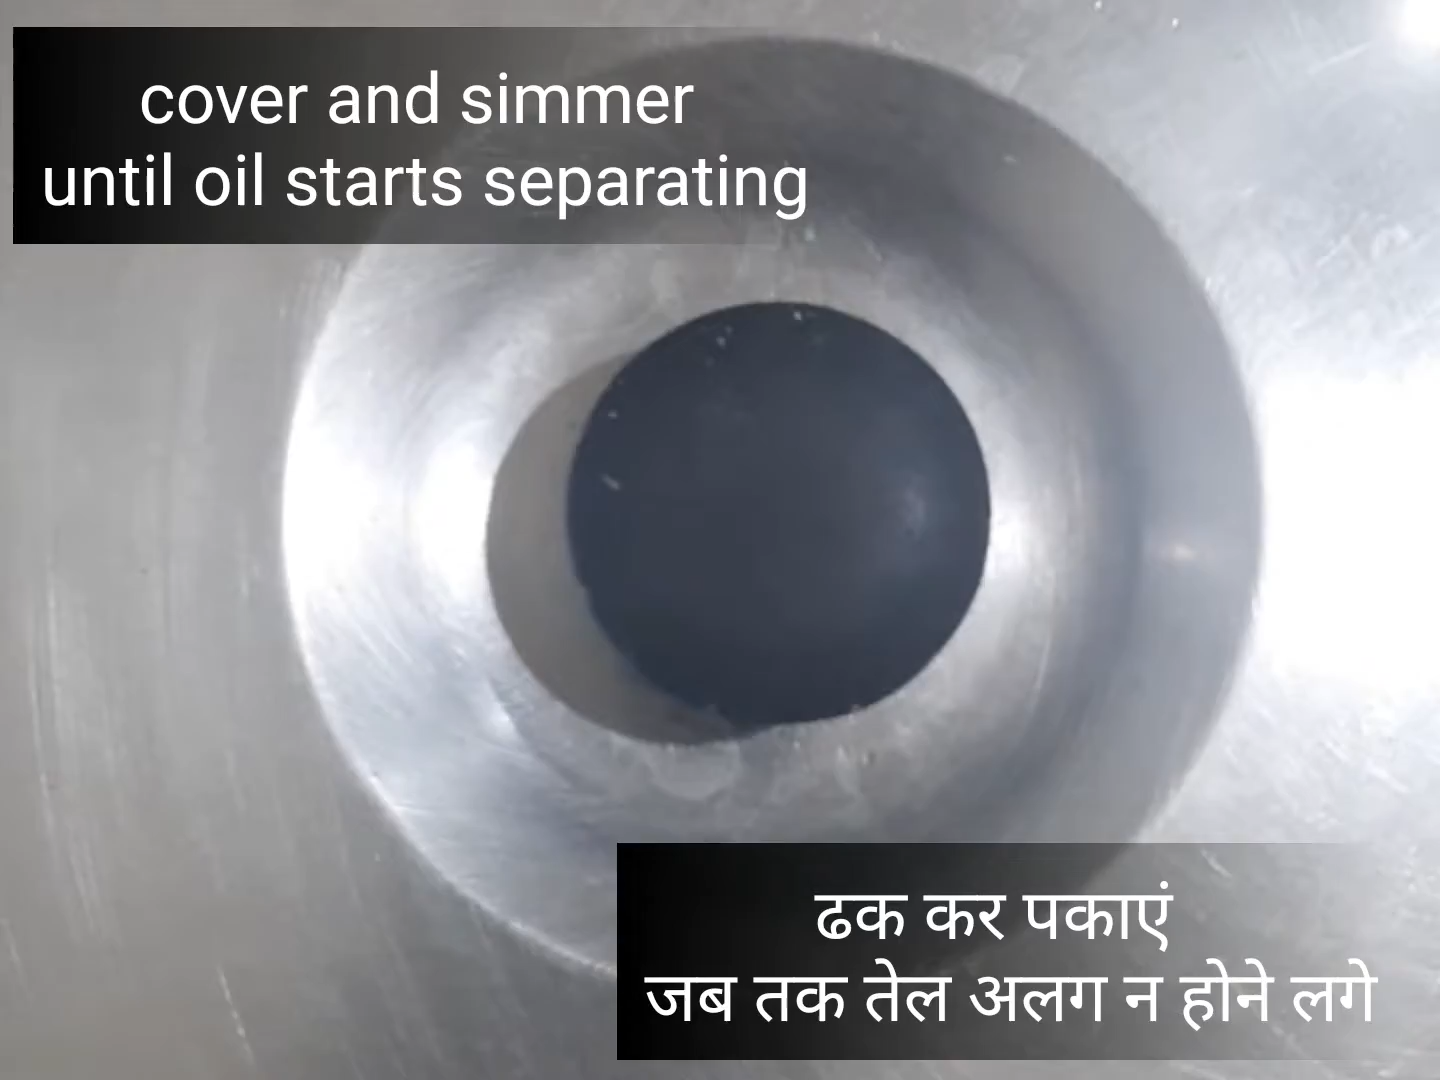 cover and simmer
until oil starts separating
ढक कर पकाएं
जब तक तेल अलग न होने लगे